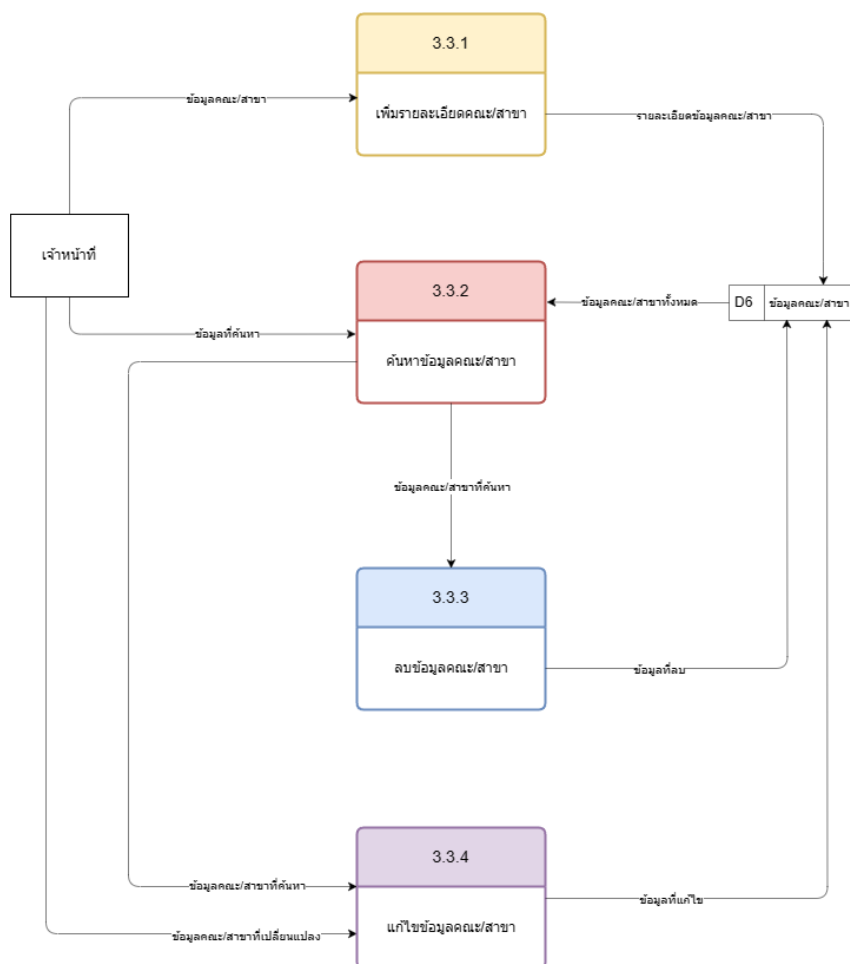 3.3.1
ข้อมูลคณะ/สาขา
เพิ่มรายละเอียดคณะ/สาขา
รายละเอียดข้อมูลคณะ/สาขา
เจ้าหน้าที่
3.3.2
ข้อมูลคณะ/สาขาทั้งหมด
D6
ข้อมูลคณะ/สาขา
ข้อมูลที่ค้นหา
ค้นหาข้อมูลคณะ/สาขา
ข้อมูลคณะ/สาขาที่ค้นหา
3.3.3
ลบข้อมูลคณะ/สาขา
ข้อมูลที่ลบ
3.3.4
ข้อมูลคณะ/สาขาที่ค้นหา
ข้อมูลที่แก้ไข
แก้ไขข้อมูลคณะ/สาขา
ข้อมูลคณะ/สาขาที่เปลี่ยนแปลง